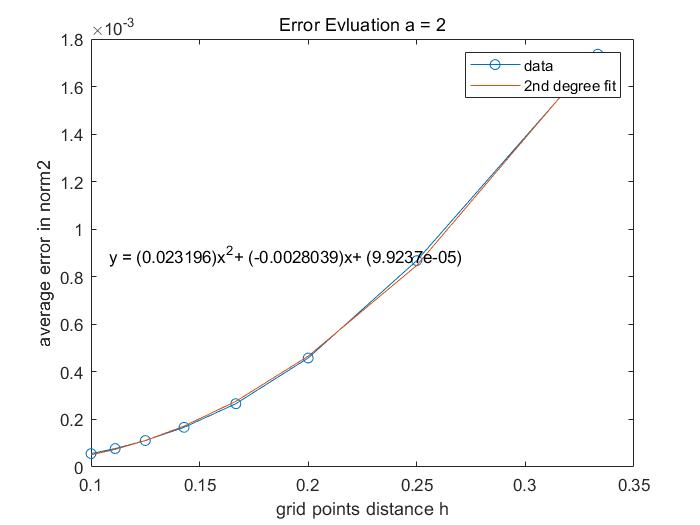 Error Evluation a = 2
×10-3
1.8
1.6
1.4
1.2
1
0.8
0.6
0.4
0.2
0
average error in norm2
data
2nd degree fit
y = (0.023196)x2+ (-0.0028039)x+ (9.9237e-05)
0.1 0.15 0.2 0.25 0.3 0.35
grid points distance h